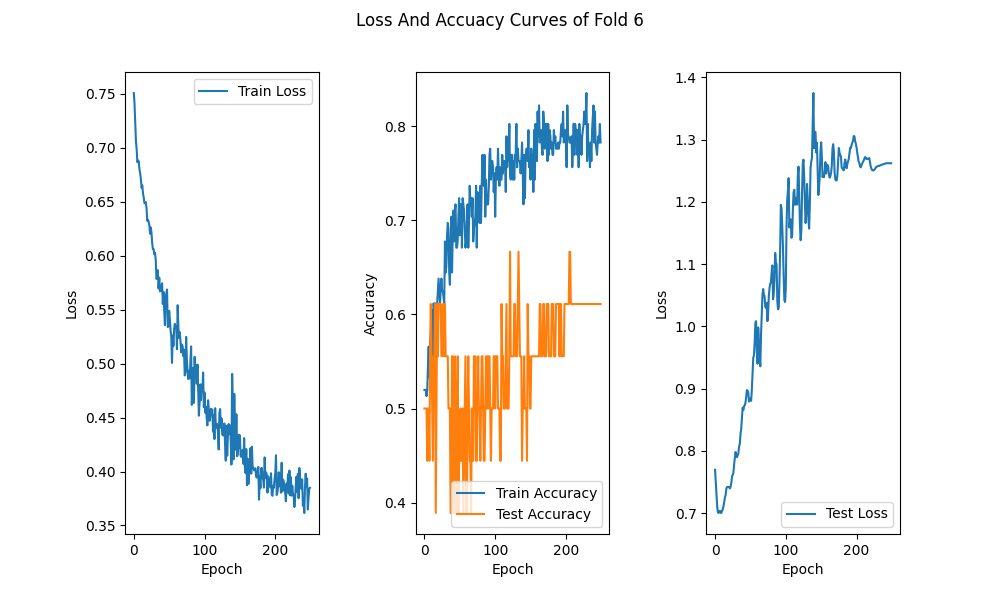 Loss And Accuacy Curves of Fold 6
Train Loss
0.75
0.70
0.65
0.60
0.55
0.50
0.45
0.40
0.35
Loss
0 100 200
Epoch
0.8
0.7
0.6
0.5
0.4
Accuracy
Train Accuracy
Test Accuracy
0 100 200
Epoch
1.4
1.3
1.2
1.1
1.0
0.9
0.8
0.7
Loss
Test Loss
0 100 200
Epoch